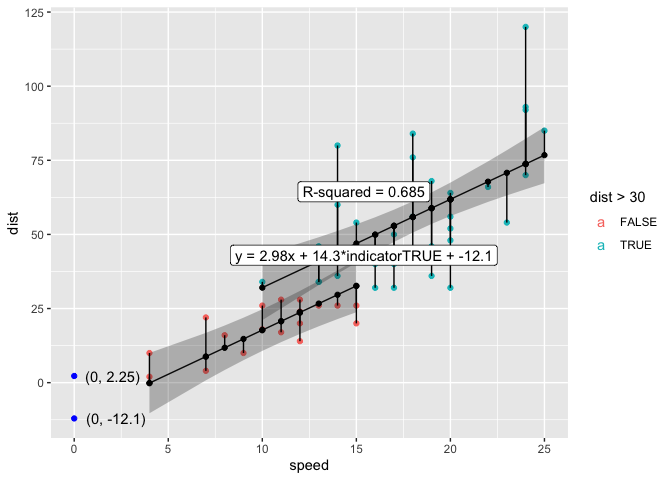 125
100
75
50
25
0
dist
R-squared = 0.685
y = 2.98x + 14.3*indicatorTRUE + -12.1
(0, 2.25)
(0, -12.1)
0 5 10 15 20 25
speed
dist > 30
a FALSE
a TRUE